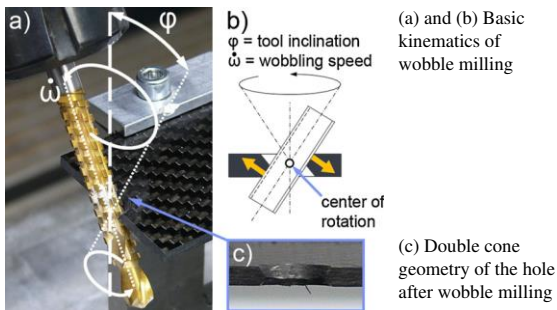 a)
φ
ω̇
b)
φ = tool inclination
ω̇ = wobbling speed
center of
rotation
c)
(a) and (b) Basic
kinematics of
wobble milling
(c) Double cone
geometry of the hole
after wobble milling